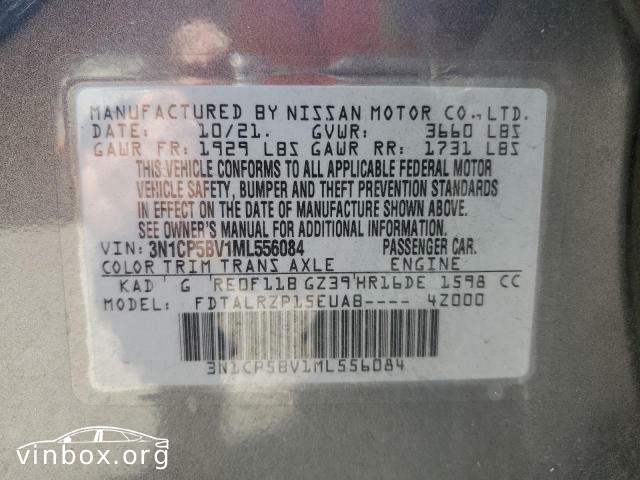 MANUFACTURED BY NISSAN MOTOR CO., LTD.
DATE: 10/21. GVWR: 3660 LBS
GAWR FR: 1929 LBS GAWR RR: 1731 LBS
THIS VEHICLE CONFORMS TO ALL APPLICABLE FEDERAL MOTOR
VEHICLE SAFETY, BUMPER AND THEFT PREVENTION STANDARDS
IN EFFECT ON THE DATE OF MANUFACTURE SHOWN ABOVE.
SEE OWNER'S MANUAL FOR ADDITIONAL INFORMATION.
VIN: 3N1CP5BV1ML556084 PASSENGER CAR.
COLOR TRIM TRANS AXLE ENGINE
KAD G RE0F11B GZ39 HR16DE 1598 CC
MODEL: FDTALRZP15EUAB---- 4Z000
3N1CP5BV1ML556084
vinbox.org